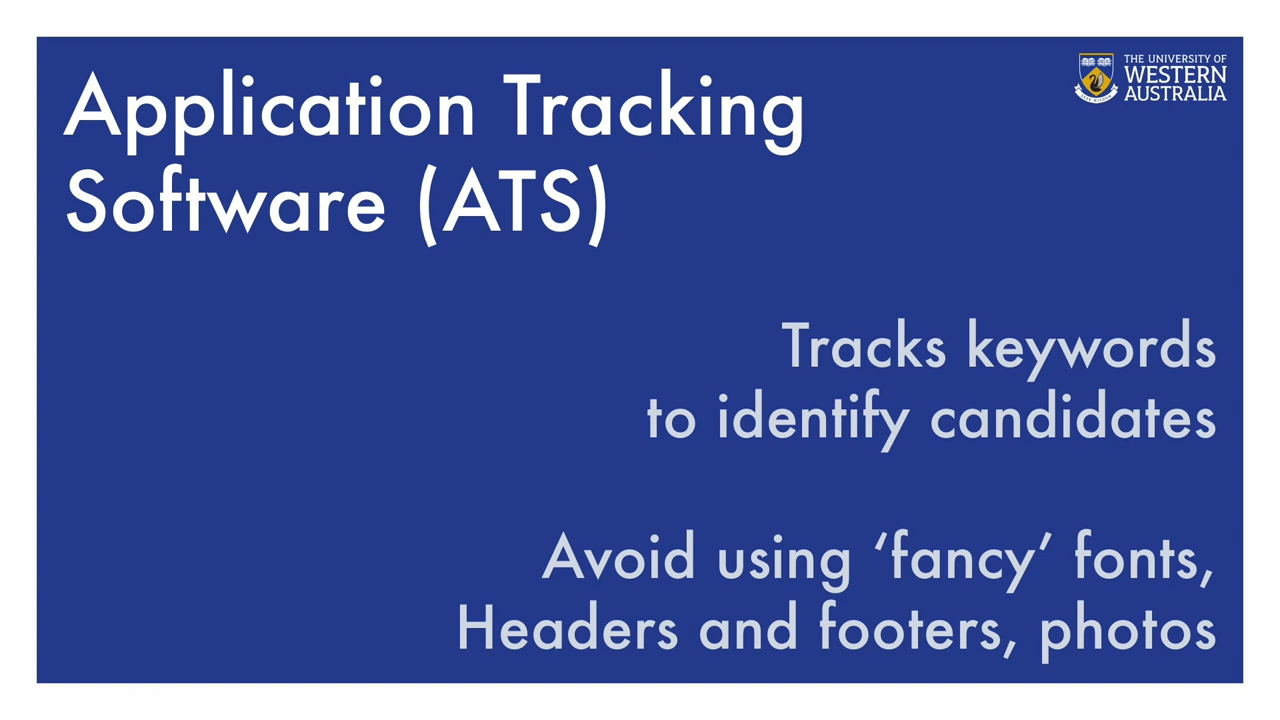 Application Tracking
Software (ATS)
THE UNIVERSITY OF
WESTERN
AUSTRALIA
Tracks keywords
to identify candidates
Avoid using ‘fancy’ fonts,
Headers and footers, photos